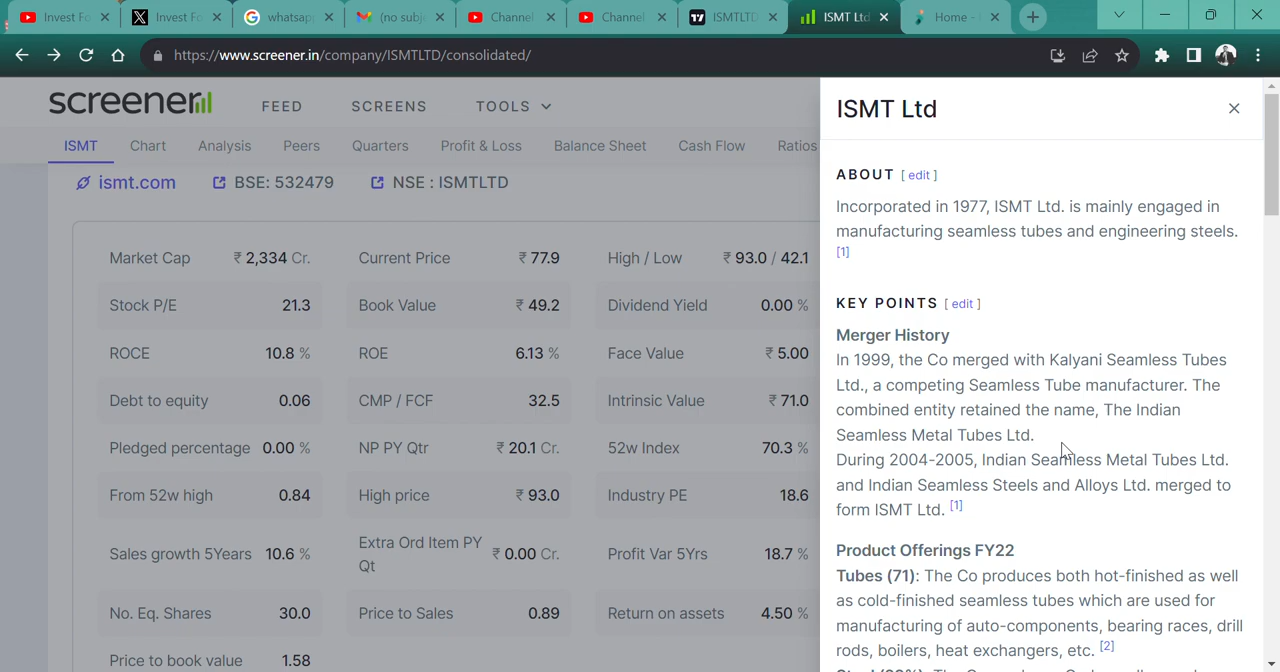 Invest Fo
Invest Fo
whatsap
(no subj
Channel
Channel
ISMTLTD
ISMT Ltd
Home -
https://www.screener.in/company/ISMTLTD/consolidated/
screener
FEED
SCREENS
TOOLS
ISMT
Chart
Analysis
Peers
Quarters
Profit & Loss
Balance Sheet
Cash Flow
Ratios
ismt.com
BSE: 532479
NSE : ISMTLTD
Market Cap ₹ 2,334 Cr.
Current Price ₹ 77.9
High / Low ₹ 93.0 / 42.1
Stock P/E 21.3
Book Value ₹ 49.2
Dividend Yield 0.00 %
ROCE 10.8 %
ROE 6.13 %
Face Value ₹ 5.00
Debt to equity 0.06
CMP / FCF 32.5
Intrinsic Value ₹ 71.0
Pledged percentage 0.00 %
NP PY Qtr ₹ 20.1 Cr.
52w Index 70.3 %
From 52w high 0.84
High price ₹ 93.0
Industry PE 18.6
Sales growth 5Years 10.6 %
Extra Ord Item PY
Qt
₹ 0.00 Cr.
Profit Var 5Yrs 18.7 %
No. Eq. Shares 30.0
Price to Sales 0.89
Return on assets 4.50 %
Price to book value 1.58
ISMT Ltd
ABOUT [ edit ]
Incorporated in 1977, ISMT Ltd. is mainly engaged in
manufacturing seamless tubes and engineering steels.
[1]
KEY POINTS [ edit ]
Merger History
In 1999, the Co merged with Kalyani Seamless Tubes
Ltd., a competing Seamless Tube manufacturer. The
combined entity retained the name, The Indian
Seamless Metal Tubes Ltd.
During 2004-2005, Indian Seamless Metal Tubes Ltd.
and Indian Seamless Steels and Alloys Ltd. merged to
form ISMT Ltd. [1]
Product Offerings FY22
Tubes (71): The Co produces both hot-finished as well
as cold-finished seamless tubes which are used for
manufacturing of auto-components, bearing races, drill
rods, boilers, heat exchangers, etc. [2]